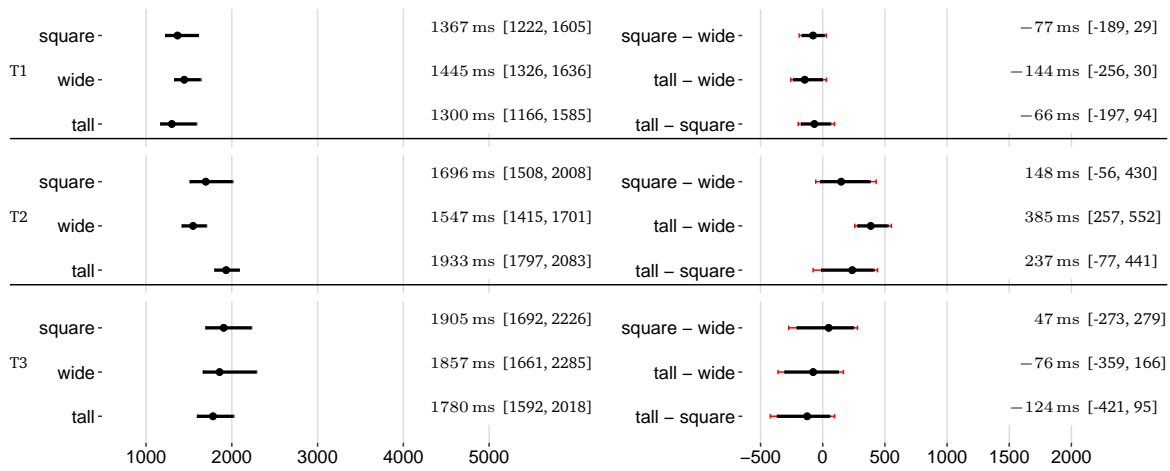 square 1367 ms [1222, 1605] square − wide −77 ms [-189, 29]
T1 wide 1445 ms [1326, 1636] tall − wide −144 ms [-256, 30]
tall 1300 ms [1166, 1585] tall − square −66 ms [-197, 94]
square 1696 ms [1508, 2008] square − wide 148 ms [-56, 430]
T2 wide 1547 ms [1415, 1701] tall − wide 385 ms [257, 552]
tall 1933 ms [1797, 2083] tall − square 237 ms [-77, 441]
square 1905 ms [1692, 2226] square − wide 47 ms [-273, 279]
T3 wide 1857 ms [1661, 2285] tall − wide −76 ms [-359, 166]
tall 1780 ms [1592, 2018] tall − square −124 ms [-421, 95]
1000 2000 3000 4000 5000 −500 0 500 1000 1500 2000